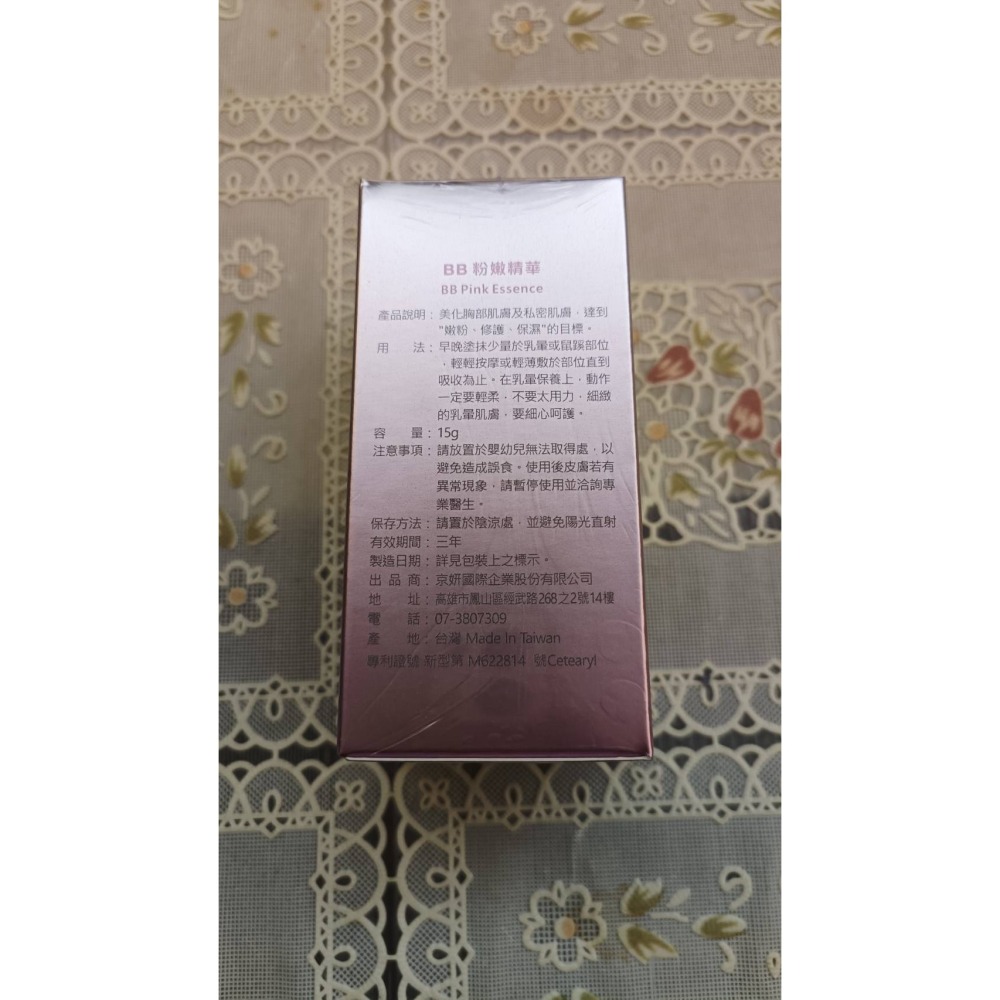 BB 粉嫩精華
BB Pink Essence
產品說明：美化胸部肌膚及私密肌膚，達到
"嫩粉、修護、保濕"的目標。
用　　法：早晚塗抹少量於乳暈或鼠蹊部位
，輕輕按摩或輕薄敷於部位直到
吸收為止。在乳暈保養上，動作
一定要輕柔，不要太用力，細緻
的乳暈肌膚，要細心呵護。
容　　量：15g
注意事項：請放置於嬰幼兒無法取得處，以
避免造成誤食。使用後皮膚若有
異常現象，請暫停使用並洽詢專
業醫生。
保存方法：請置於陰涼處，並避免陽光直射
有效期間：三年
製造日期：詳見包裝上之標示。
出 品 商：京妍國際企業股份有限公司
地　　址：高雄市鳳山區經武路268之2號14樓
電　　話：07-3807309
產　　地：台灣 Made In Taiwan
專利證號 新型第 M622814 號Cetearyl